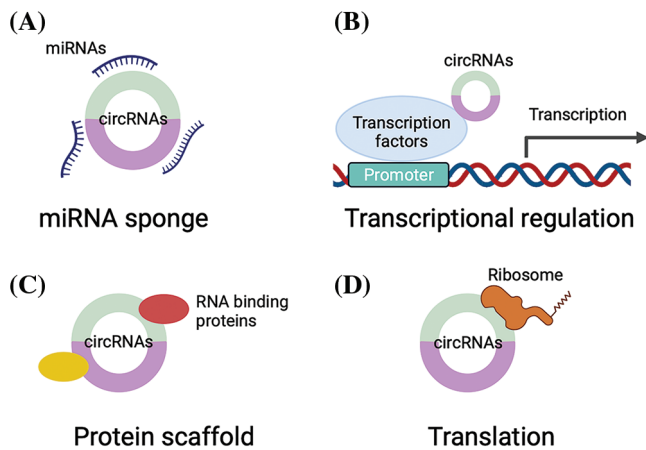 (A)
miRNAs
circRNAs
miRNA sponge
(B)
circRNAs
Transcription
factors
Transcription
Promoter
Transcriptional regulation
(C)
RNA binding
proteins
circRNAs
Protein scaffold
(D)
Ribosome
circRNAs
Translation